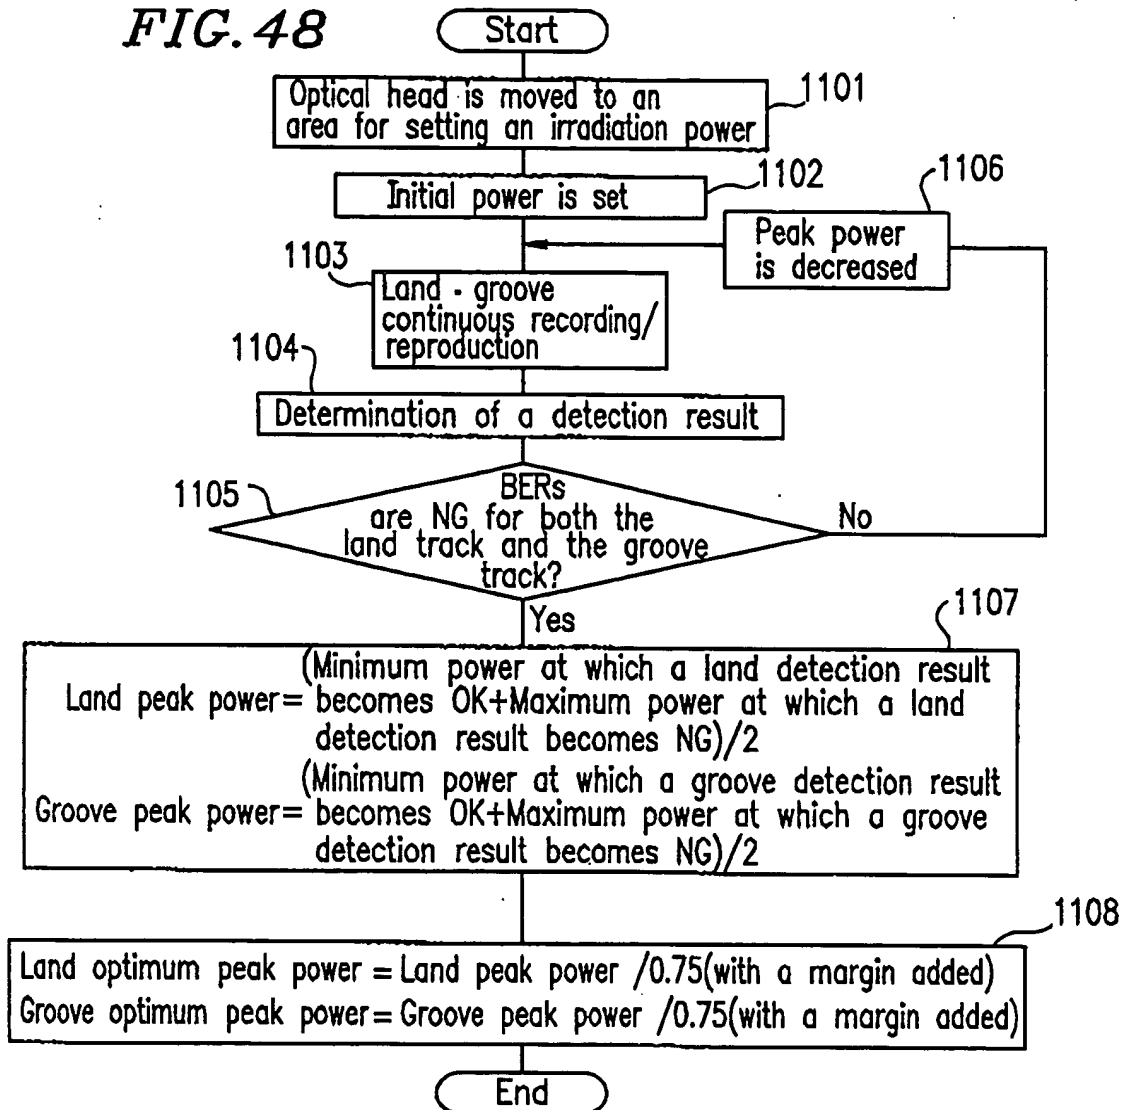 FIG. 48
Start
Optical head is moved to an
area for setting an irradiation power
1101
Initial power is set
1102
1106
Peak power
is decreased
1103
Land - groove
continuous recording/
reproduction
1104
Determination of a detection result
1105
BERs
are NG for both the
land track and the groove
track?
No
Yes
1107
(Minimum power at which a land detection result
Land peak power= becomes OK+Maximum power at which a land
detection result becomes NG)/2
(Minimum power at which a groove detection result
Groove peak power= becomes OK+Maximum power at which a groove
detection result becomes NG)/2
1108
Land optimum peak power = Land peak power /0.75(with a margin added)
Groove optimum peak power= Groove peak power /0.75(with a margin added)
End